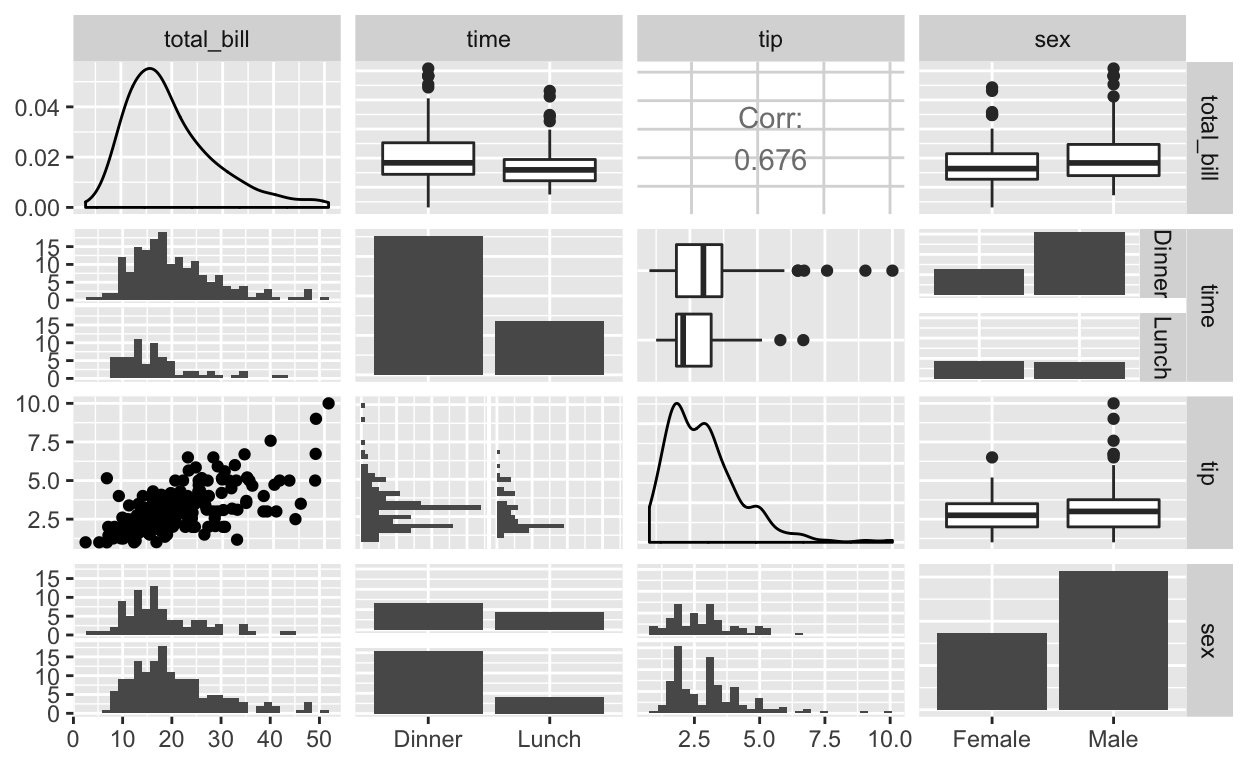 total_bill time tip sex
0.04
0.02
0.00
Corr:
0.676
total_bill
15
10
5
0
15
10
5
0
Dinner
Lunch
time
10.0
7.5
5.0
2.5
tip
15
10
5
0
15
10
5
0
sex
0 10 20 30 40 50 Dinner Lunch 2.5 5.0 7.5 10.0 Female Male